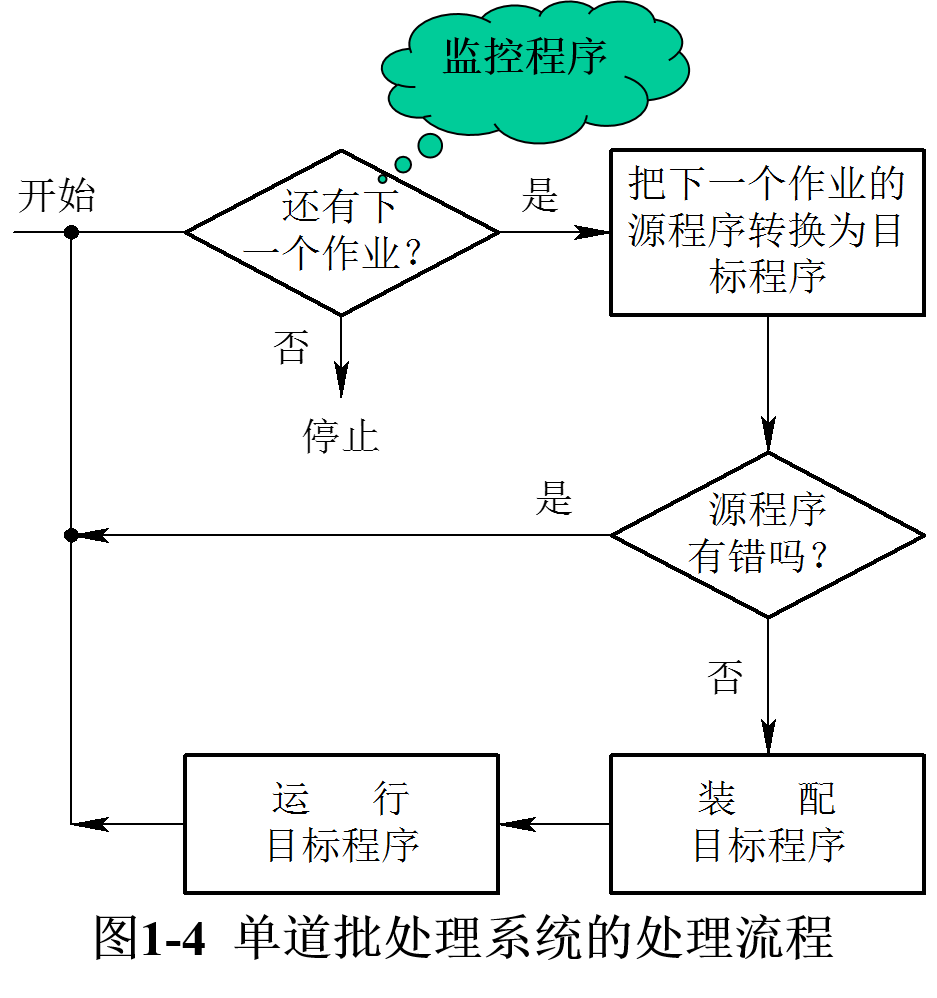 监控程序
开始
还有下
一个作业？
是
把下一个作业的
源程序转换为目
标程序
否
停止
是
源程序
有错吗？
否
运 行
目标程序
装 配
目标程序
图1-4 单道批处理系统的处理流程